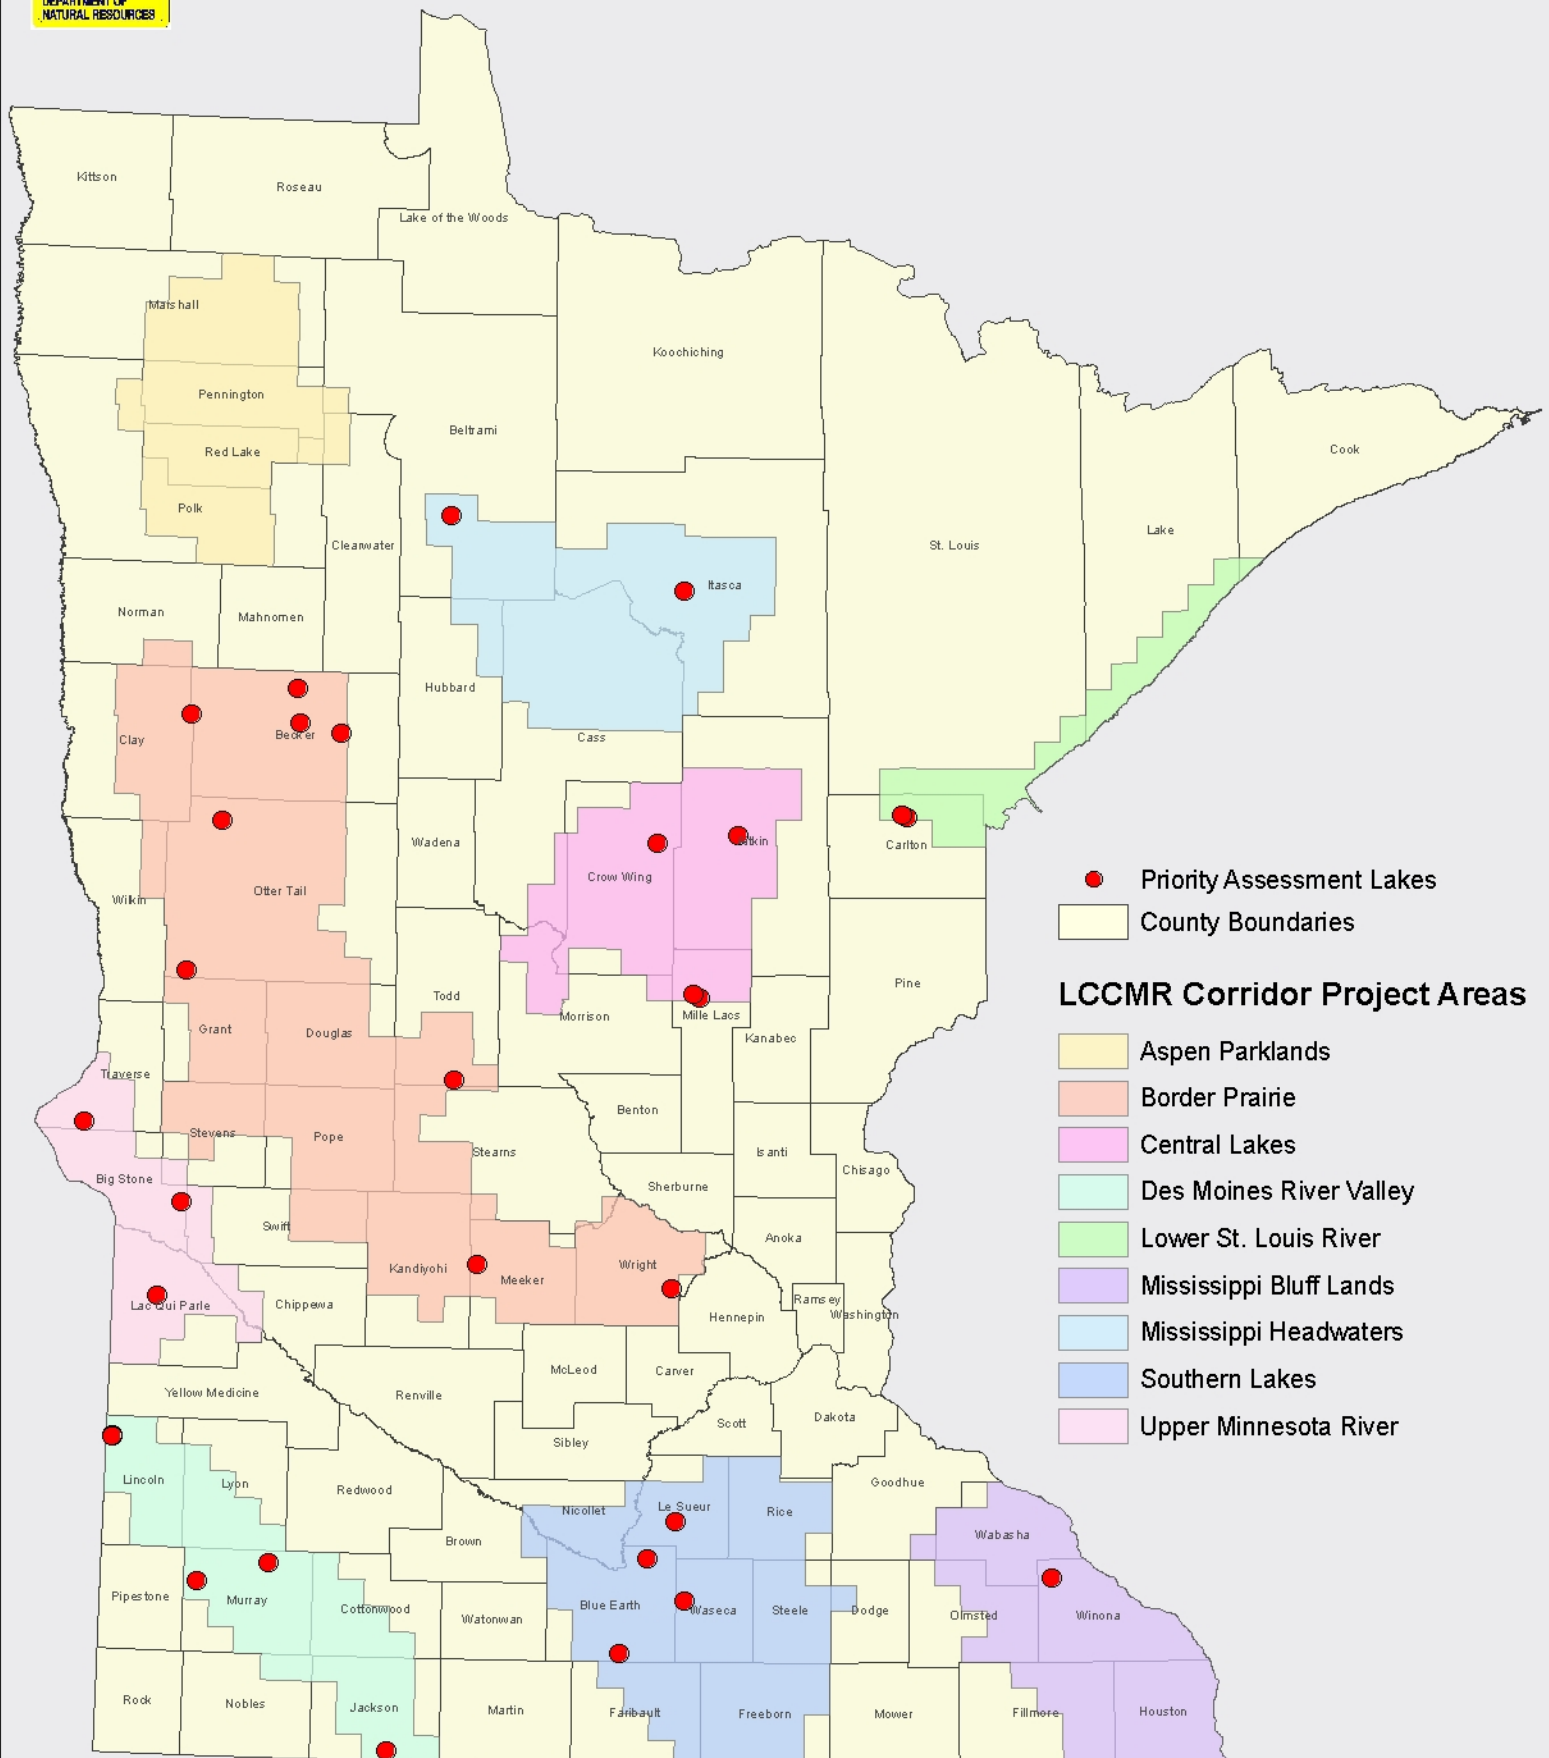 DEPARTMENT OF
NATURAL RESOURCES
Kittson
Roseau
Lake of the Woods
Marshall
Koochiching
Pennington
Beltrami
Red Lake
Cook
Polk
Lake
Clearwater
St. Louis
Itasca
Norman
Mahnomen
Hubbard
Clay
Becker
Cass
Wadena
Aitkin
Carlton
Crow Wing
Otter Tail
Wilkin
Priority Assessment Lakes
County Boundaries
LCCMR Corridor Project Areas
Aspen Parklands
Border Prairie
Central Lakes
Des Moines River Valley
Lower St. Louis River
Mississippi Bluff Lands
Mississippi Headwaters
Southern Lakes
Upper Minnesota River
Todd
Pine
Grant
Douglas
Morrison
Mille Lacs
Kanabec
Traverse
Benton
Stevens
Pope
Stearns
Isanti
Chisago
Big Stone
Sherburne
Swift
Anoka
Kandiyohi
Meeker
Wright
Lac Qui Parle
Chippewa
Hennepin
Ramsey
Washington
McLeod
Carver
Yellow Medicine
Renville
Scott
Dakota
Sibley
Lincoln
Lyon
Redwood
Nicollet
Le Sueur
Rice
Goodhue
Brown
Wabasha
Pipestone
Murray
Cottonwood
Watonwan
Blue Earth
Waseca
Steele
Dodge
Olmsted
Winona
Rock
Nobles
Jackson
Martin
Faribault
Freeborn
Mower
Fillmore
Houston